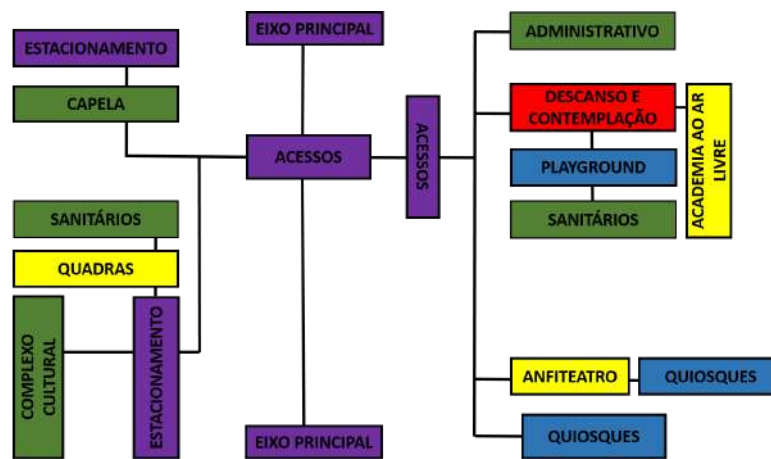 EIXO PRINCIPAL
ESTACIONAMENTO
CAPELA
ACESSOS
SANITÁRIOS
QUADRAS
COMPLEXO
CULTURAL
ESTACIONAMENTO
EIXO PRINCIPAL
ACESSOS
ADMINISTRATIVO
DESCANSO E
CONTEMPLAÇÃO
ACADEMIA AO AR
LIVRE
PLAYGROUND
SANITÁRIOS
ANFITEATRO
QUIOSQUES
QUIOSQUES